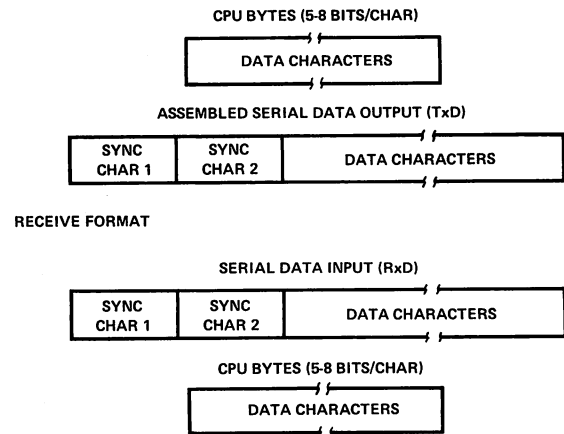 CPU BYTES (5-8 BITS/CHAR)
DATA CHARACTERS
ASSEMBLED SERIAL DATA OUTPUT (TxD)
SYNC CHAR 1
SYNC CHAR 2
DATA CHARACTERS
RECEIVE FORMAT
SERIAL DATA INPUT (RxD)
SYNC CHAR 1
SYNC CHAR 2
DATA CHARACTERS
CPU BYTES (5-8 BITS/CHAR)
DATA CHARACTERS